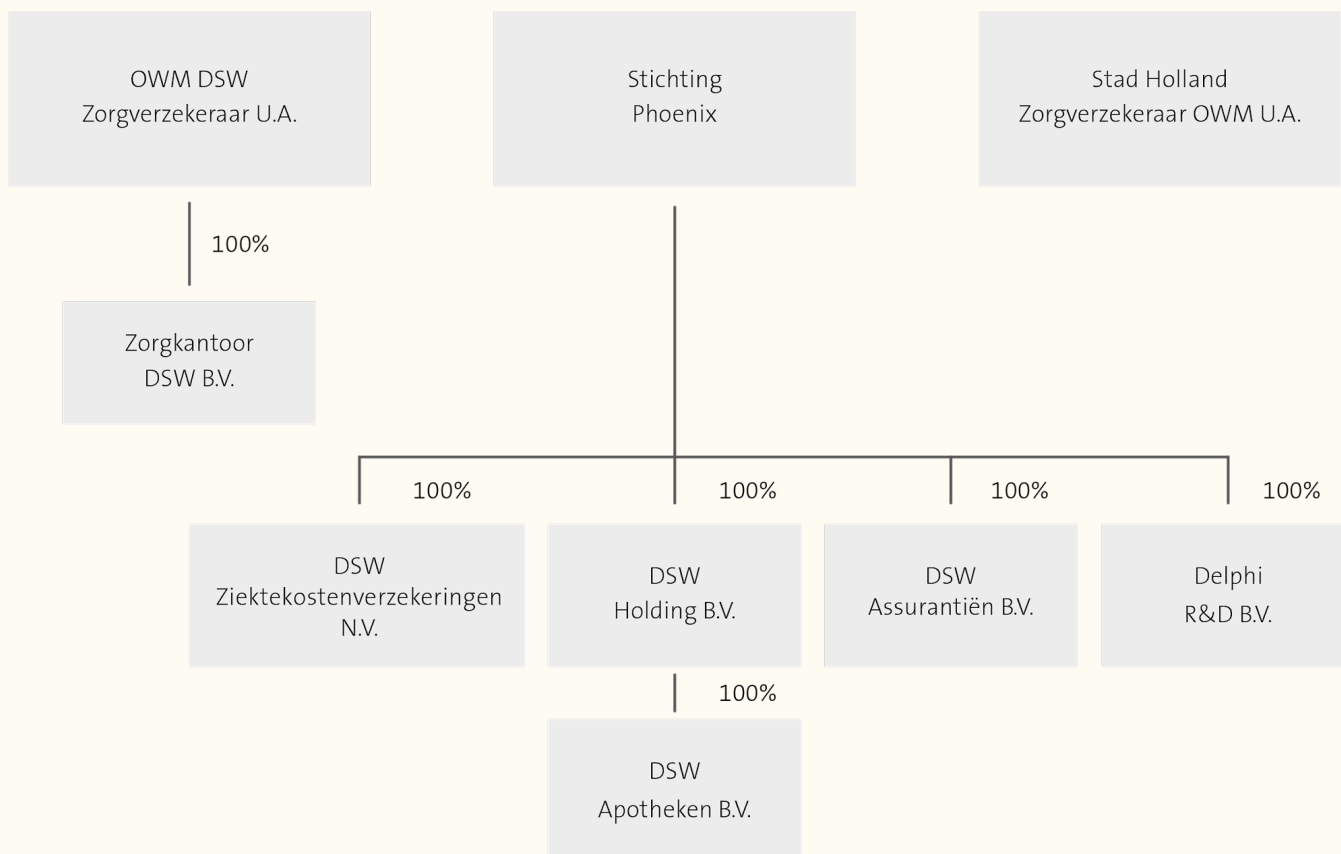 OWM DSW
Zorgverzekeraar U.A.
Stichting
Phoenix
Stad Holland
Zorgverzekeraar OWM U.A.
100%
Zorgkantoor
DSW B.V.
100%
100%
100%
100%
DSW
Ziektekostenverzekeringen
N.V.
DSW
Holding B.V.
DSW
Assurantiën B.V.
Delphi
R&D B.V.
100%
DSW
Apotheken B.V.